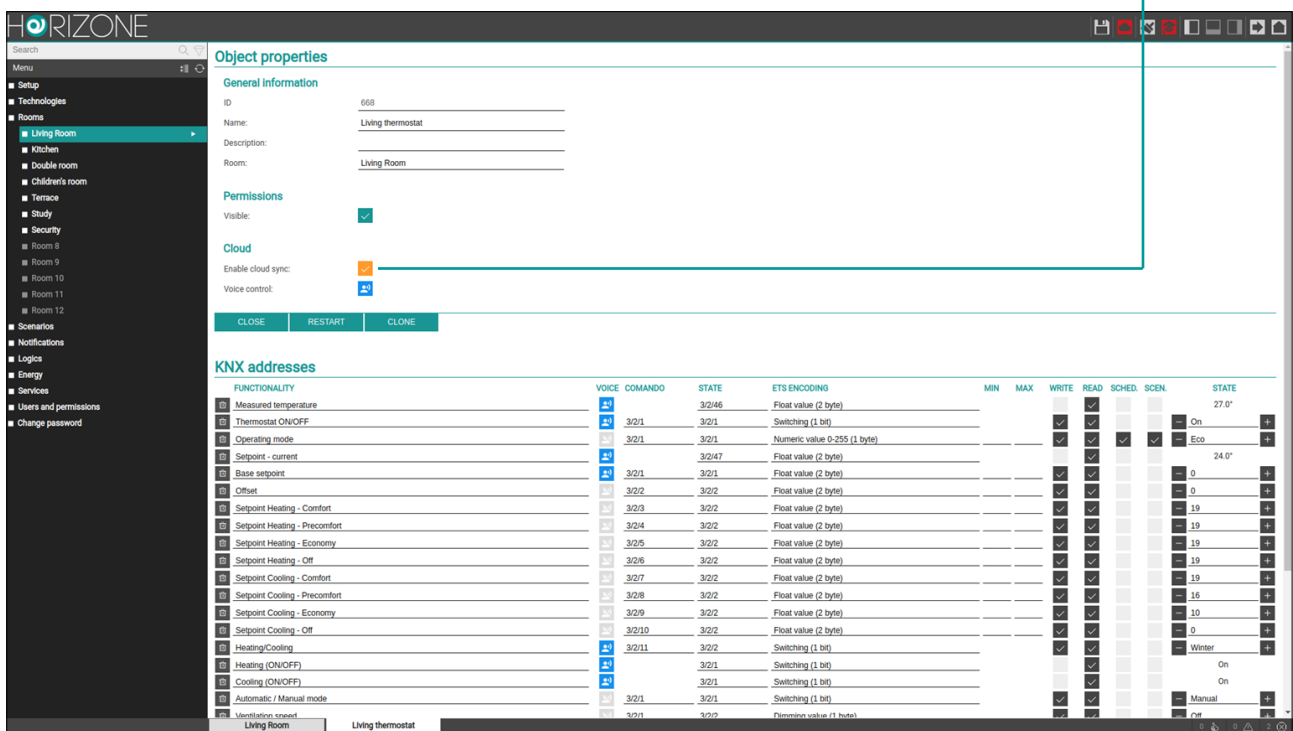 HORIZONE
Search
Menu
Setup
Technologies
Rooms
Living Room
Kitchen
Double room
Children's room
Terrace
Study
Security
Room 8
Room 9
Room 10
Room 11
Room 12
Scenarios
Notifications
Logics
Energy
Services
Users and permissions
Change password
Object properties
General information
ID 668
Name: Living thermostat
Description:
Room: Living Room
Permissions
Visible:
Cloud
Enable cloud sync:
Voice control:
CLOSE RESTART CLONE
KNX addresses
FUNCTIONALITY VOICE COMANDO STATE ETS ENCODING MIN MAX WRITE READ SCHED. SCEN. STATE
Measured temperature 3/2/46 Float value (2 byte) 27.0°
Thermostat ON/OFF 3/2/1 3/2/1 Switching (1 bit) On
Operating mode 3/2/1 3/2/1 Numeric value 0-255 (1 byte) Eco
Setpoint - current 3/2/47 Float value (2 byte) 24.0°
Base setpoint 3/2/1 3/2/1 Float value (2 byte) 0
Offset 3/2/2 3/2/2 Float value (2 byte) 0
Setpoint Heating - Comfort 3/2/3 3/2/2 Float value (2 byte) 19
Setpoint Heating - Precomfort 3/2/4 3/2/2 Float value (2 byte) 19
Setpoint Heating - Economy 3/2/5 3/2/2 Float value (2 byte) 19
Setpoint Heating - Off 3/2/6 3/2/2 Float value (2 byte) 19
Setpoint Cooling - Comfort 3/2/7 3/2/2 Float value (2 byte) 19
Setpoint Cooling - Precomfort 3/2/8 3/2/2 Float value (2 byte) 16
Setpoint Cooling - Economy 3/2/9 3/2/2 Float value (2 byte) 10
Setpoint Cooling - Off 3/2/10 3/2/2 Float value (2 byte) 0
Heating/Cooling 3/2/11 3/2/2 Switching (1 bit) Winter
Heating (ON/OFF) 3/2/1 Switching (1 bit) On
Cooling (ON/OFF) 3/2/1 Switching (1 bit) On
Automatic / Manual mode 3/2/1 3/2/1 Switching (1 bit) Manual
Ventilation speed 3/2/1 3/2/2 Dimming value (1 byte) Off
Living Room Living thermostat 0 0 2